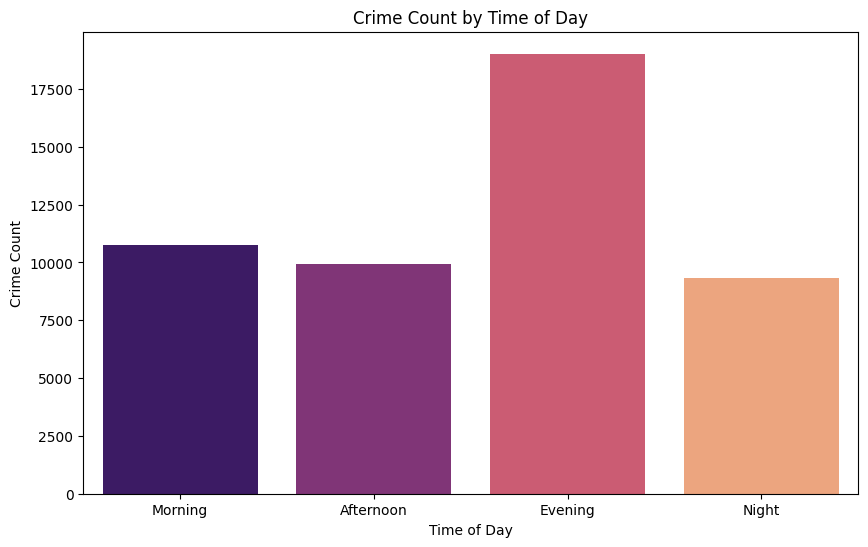 Crime Count by Time of Day
Crime Count
17500
15000
12500
10000
7500
5000
2500
0
Morning Afternoon Evening Night
Time of Day